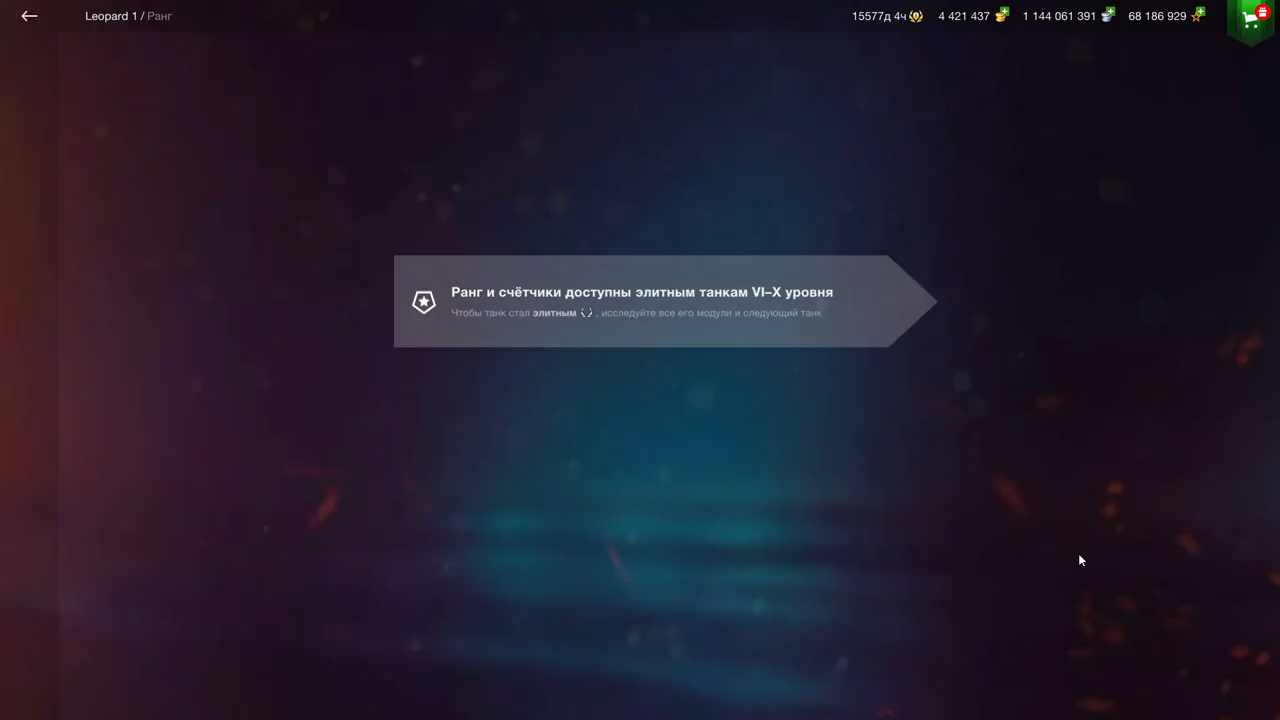 Leopard 1 / Ранг
15577д 4ч 4 421 437 1 144 061 391 68 186 929
Ранг и счётчики доступны элитным танкам VI–X уровня
Чтобы танк стал элитным , исследуйте все его модули и следующий танк